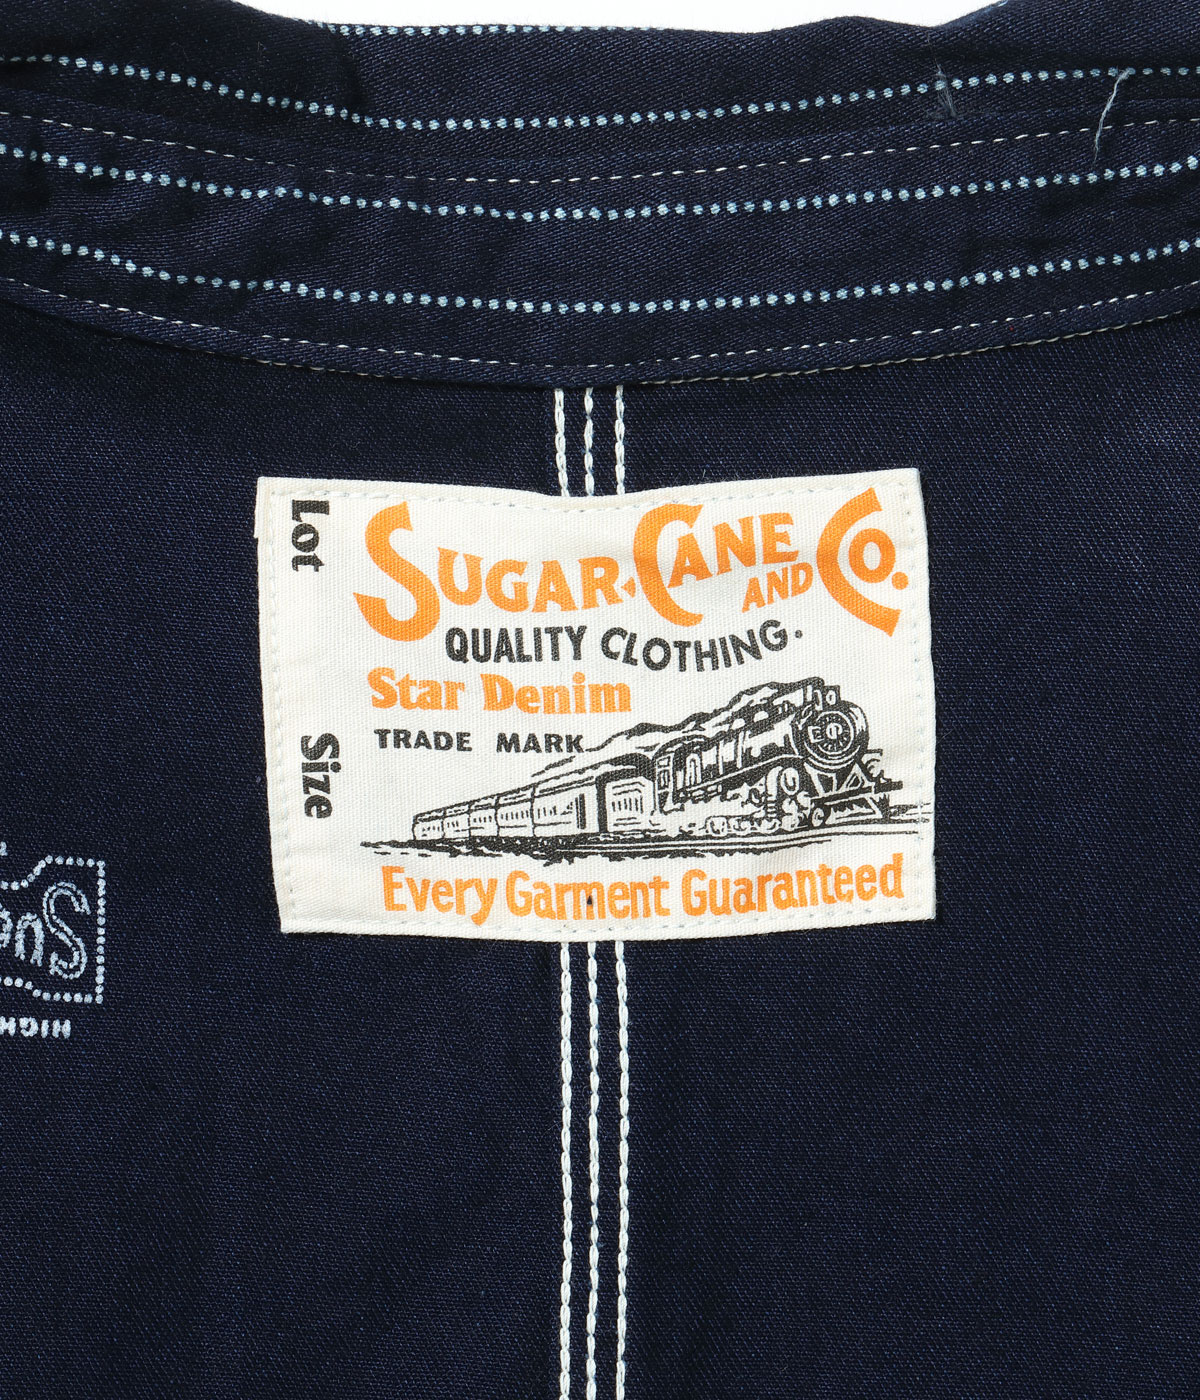 Lot
SUGAR CANE AND CO.
QUALITY CLOTHING.
Star Denim
TRADE MARK
Size
Every Garment Guaranteed